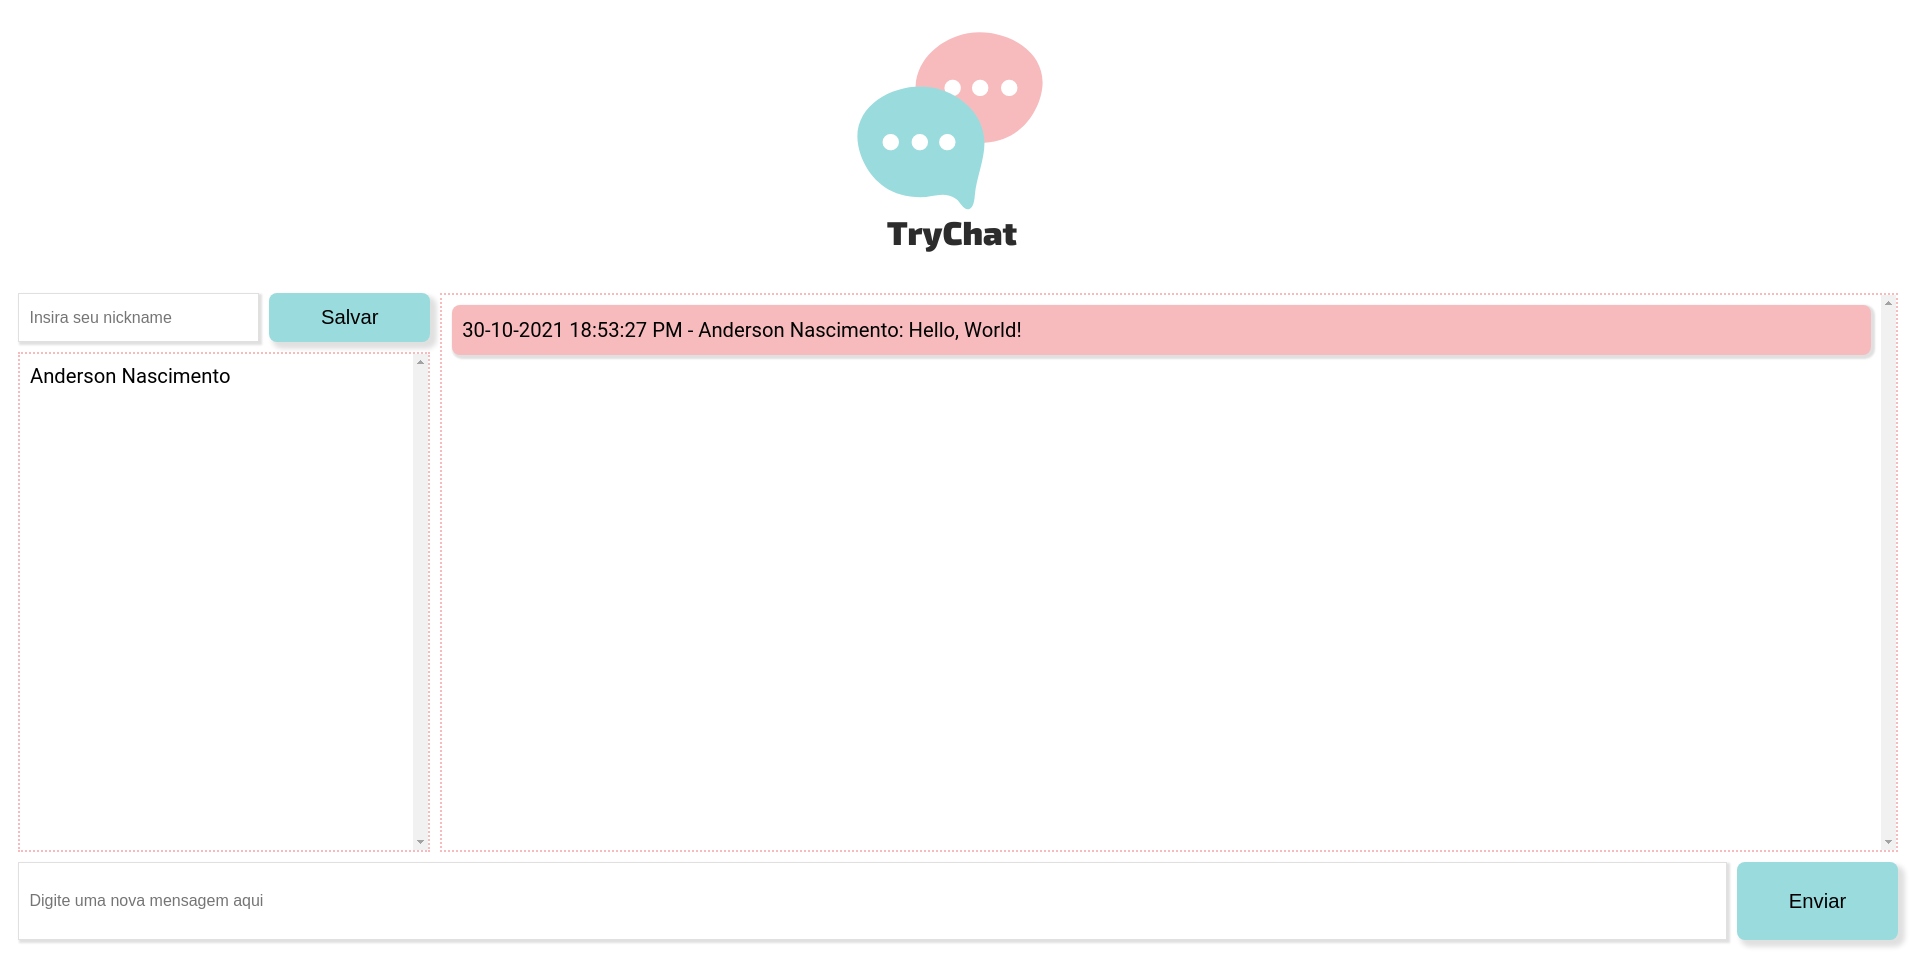 TryChat
Insira seu nickname
Salvar
Anderson Nascimento
30-10-2021 18:53:27 PM - Anderson Nascimento: Hello, World!
Digite uma nova mensagem aqui
Enviar